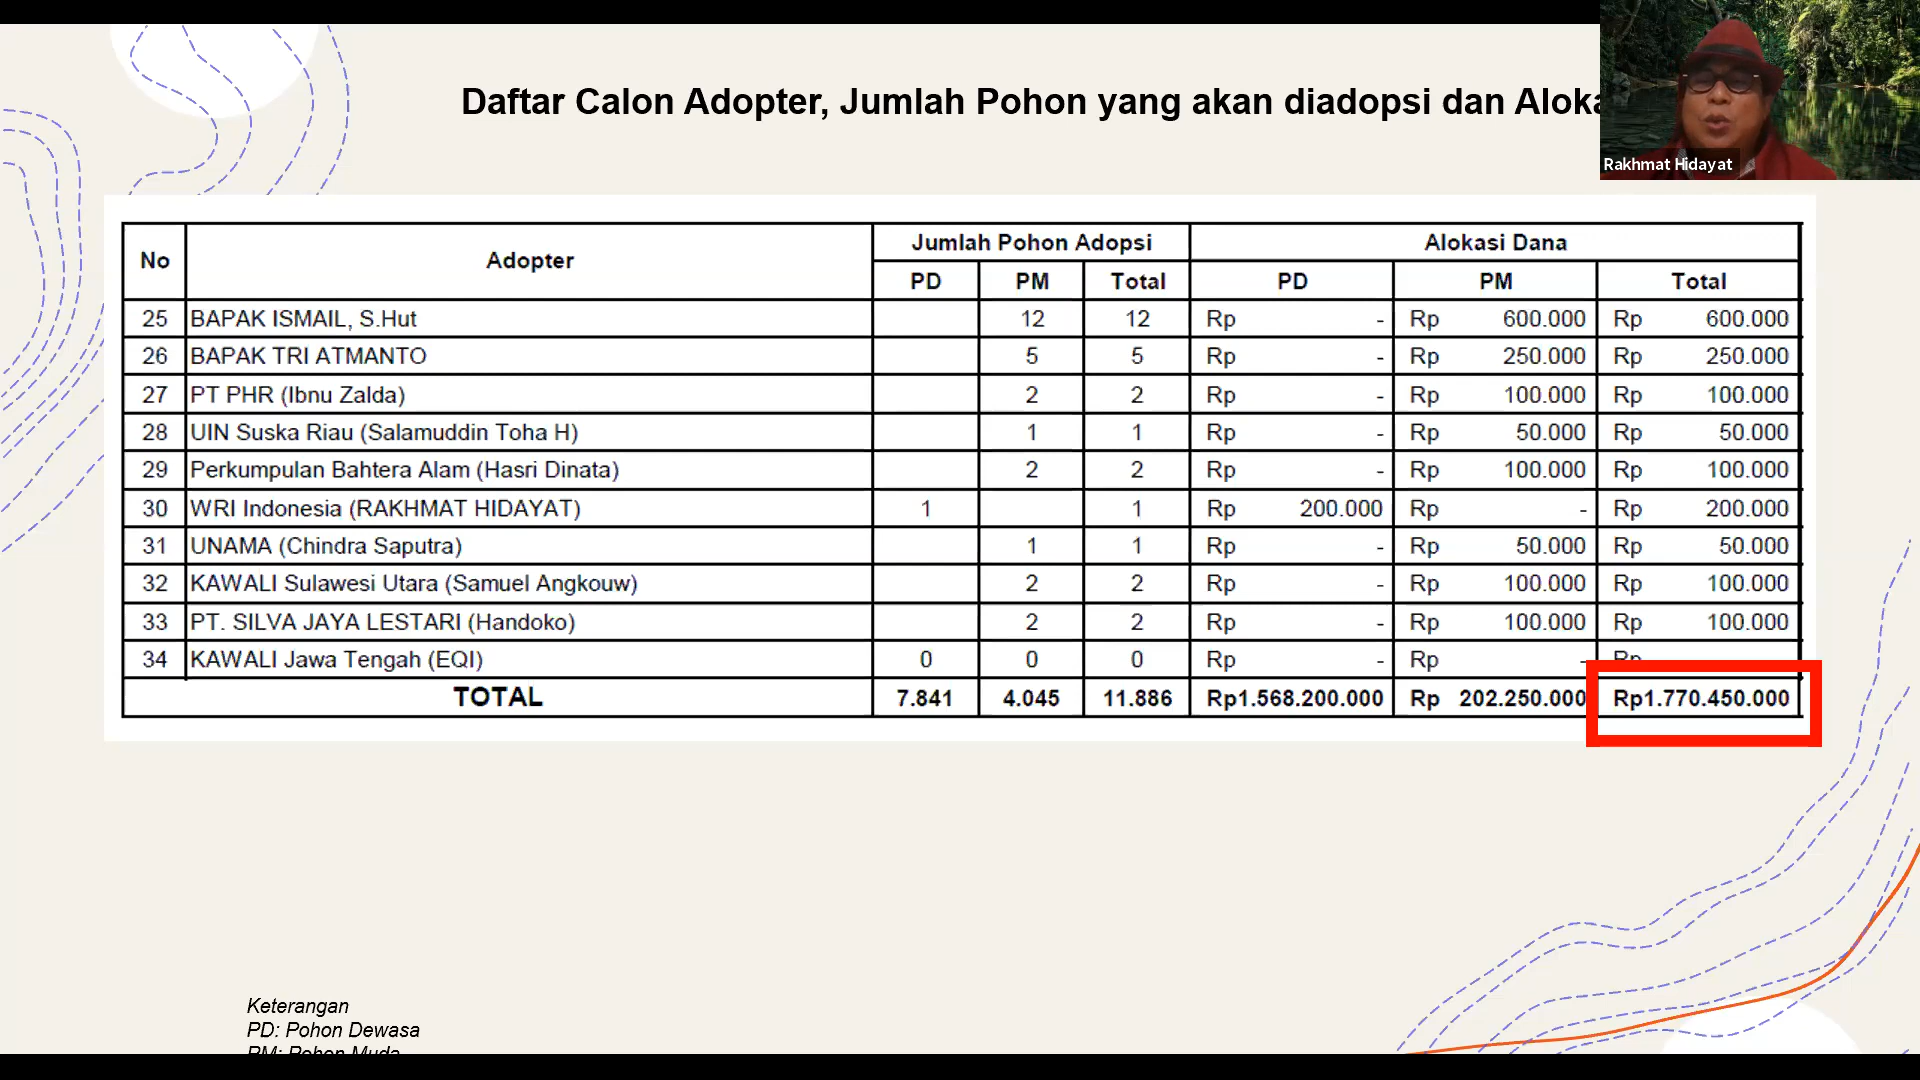 Daftar Calon Adopter, Jumlah Pohon yang akan diadopsi dan
Rakhmat Hidayat
No Adopter Jumlah Pohon Adopsi Alokasi Dana
PD PM Total PD PM Total
25 BAPAK ISMAIL, S.Hut 12 12 Rp - Rp 600.000 Rp 600.000
26 BAPAK TRI ATMANTO 5 5 Rp - Rp 250.000 Rp 250.000
27 PT PHR (Ibnu Zalda) 2 2 Rp - Rp 100.000 Rp 100.000
28 UIN Suska Riau (Salamuddin Toha H) 1 1 Rp - Rp 50.000 Rp 50.000
29 Perkumpulan Bahtera Alam (Hasri Dinata) 2 2 Rp - Rp 100.000 Rp 100.000
30 WRI Indonesia (RAKHMAT HIDAYAT) 1 1 Rp 200.000 Rp - Rp 200.000
31 UNAMA (Chindra Saputra) 1 1 Rp - Rp 50.000 Rp 50.000
32 KAWALI Sulawesi Utara (Samuel Angkouw) 2 2 Rp - Rp 100.000 Rp 100.000
33 PT. SILVA JAYA LESTARI (Handoko) 2 2 Rp - Rp 100.000 Rp 100.000
34 KAWALI Jawa Tengah (EQI) 0 0 0 Rp - Rp - Rp
TOTAL 7.841 4.045 11.886 Rp1.568.200.000 Rp 202.250.000 Rp1.770.450.000
Keterangan
PD: Pohon Dewasa
PM: Pohon Muda